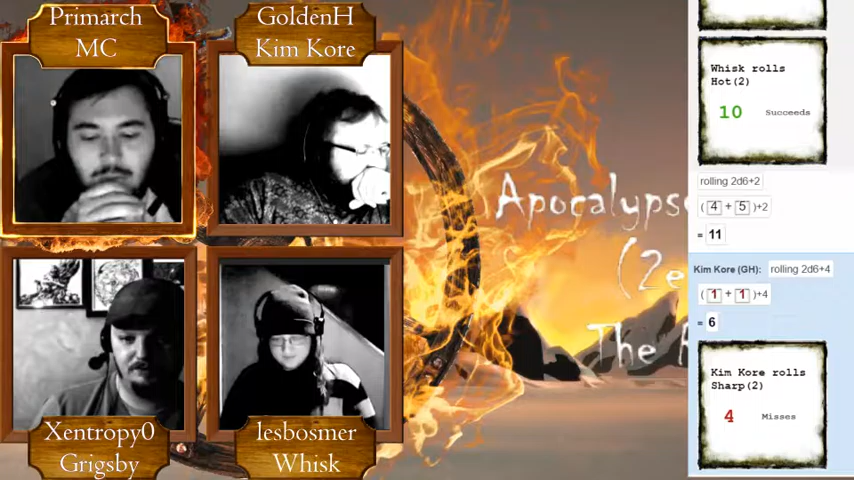 Primarch
MC
GoldenH
Kim Kore
Xentropy0
Grigsby
lesbosmer
Whisk
Apocalyps
(2e
The
Whisk rolls
Hot(2)
10 Succeeds
rolling 2d6+2
( 4 + 5 )+2
= 11
Kim Kore (GH): rolling 2d6+4
( 1 + 1 )+4
= 6
Kim Kore rolls
Sharp(2)
4 Misses